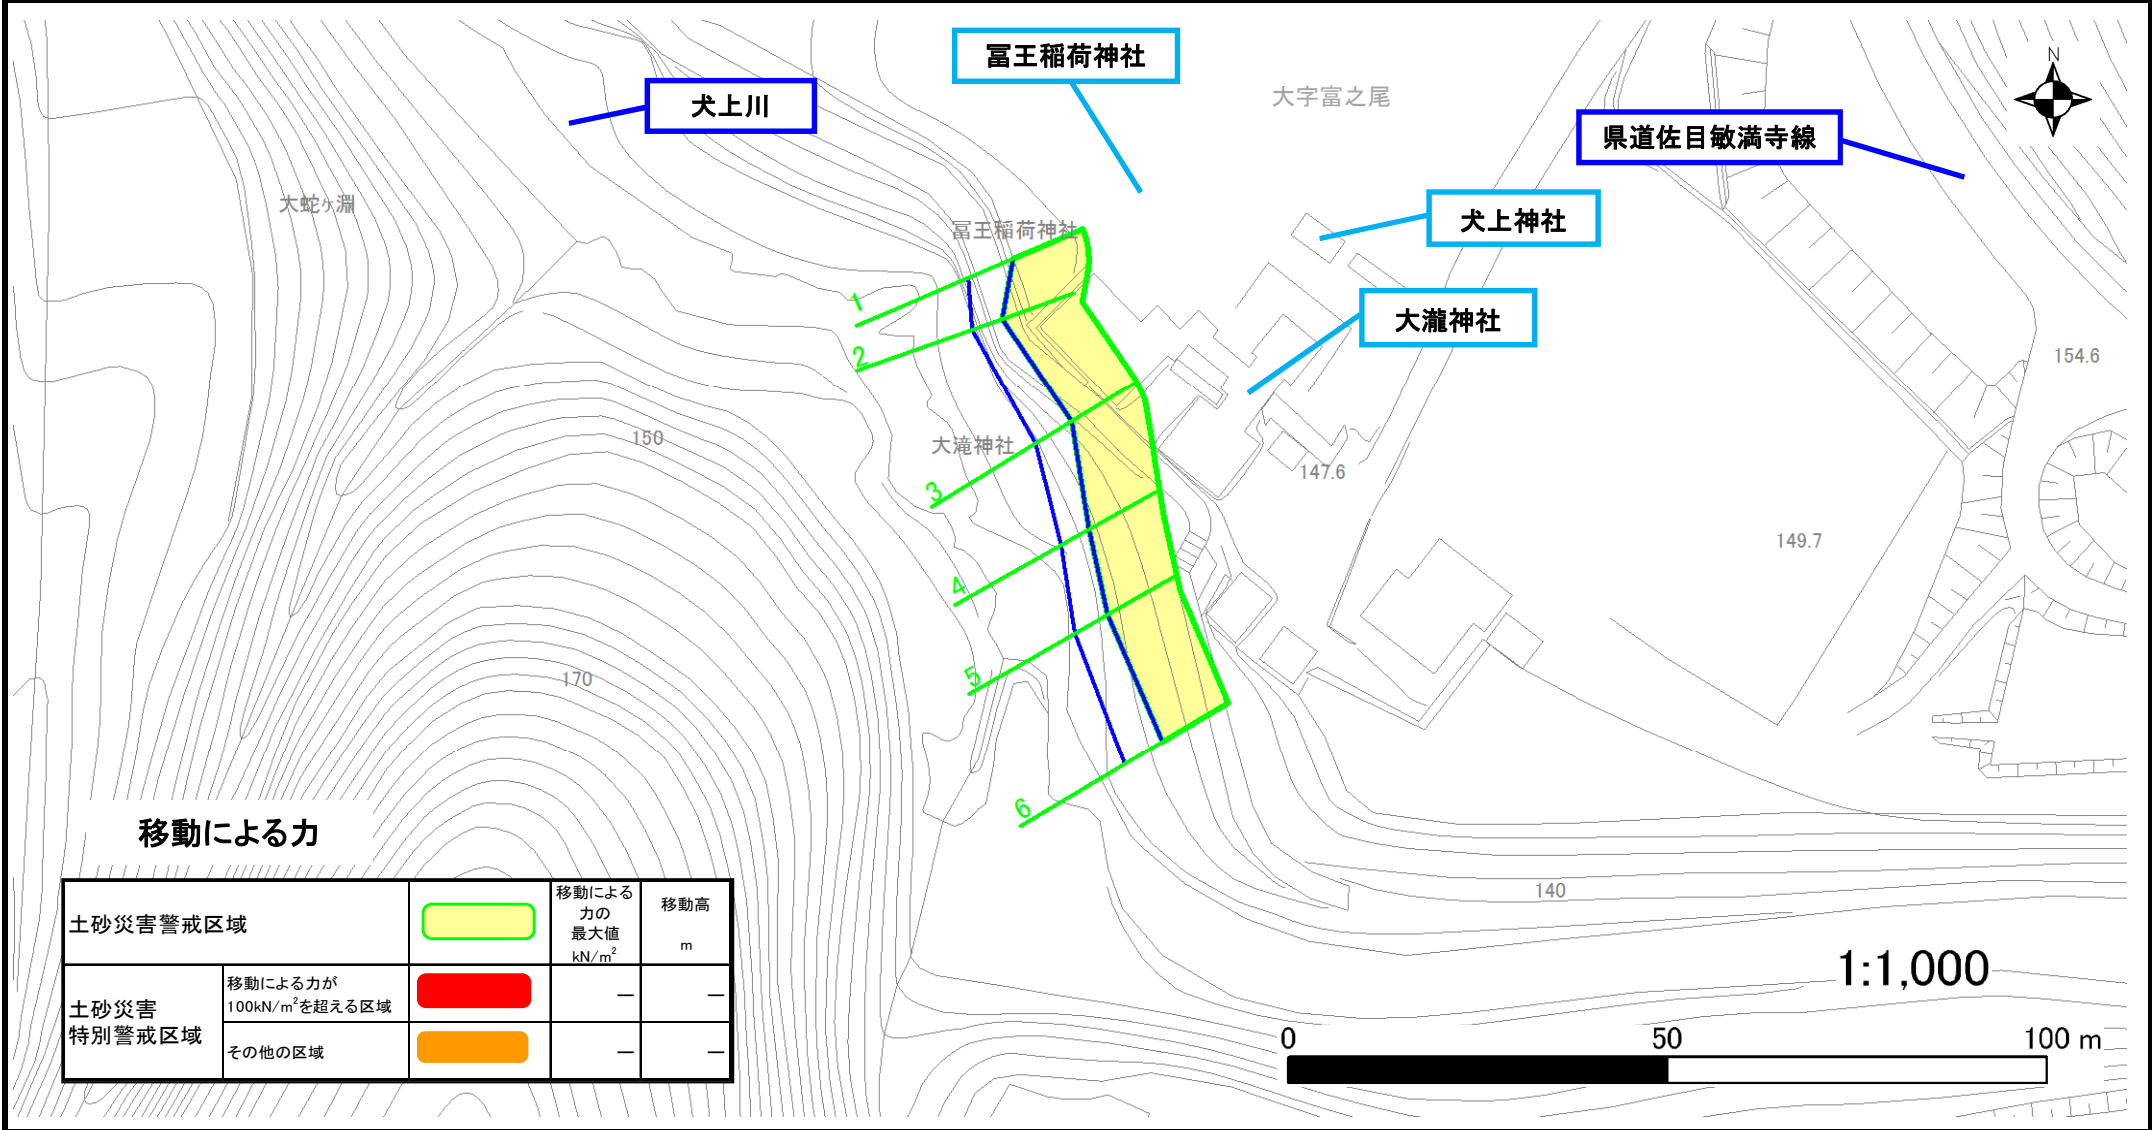 冨王稲荷神社
N
犬上川
大字富之尾
県道佐目敏満寺線
大蛇ヶ淵
犬上神社
冨王稲荷神社
1
大瀧神社
2
154.6
150
大滝神社
147.6
3
149.7
4
5
170
6
移動による力
140
土砂災害警戒区域
移動による
力の
最大値
kN/m²
移動高
m
土砂災害
特別警戒区域
移動による力が
100kN/m²を超える区域
—
—
その他の区域
—
—
1:1,000
0
50
100 m